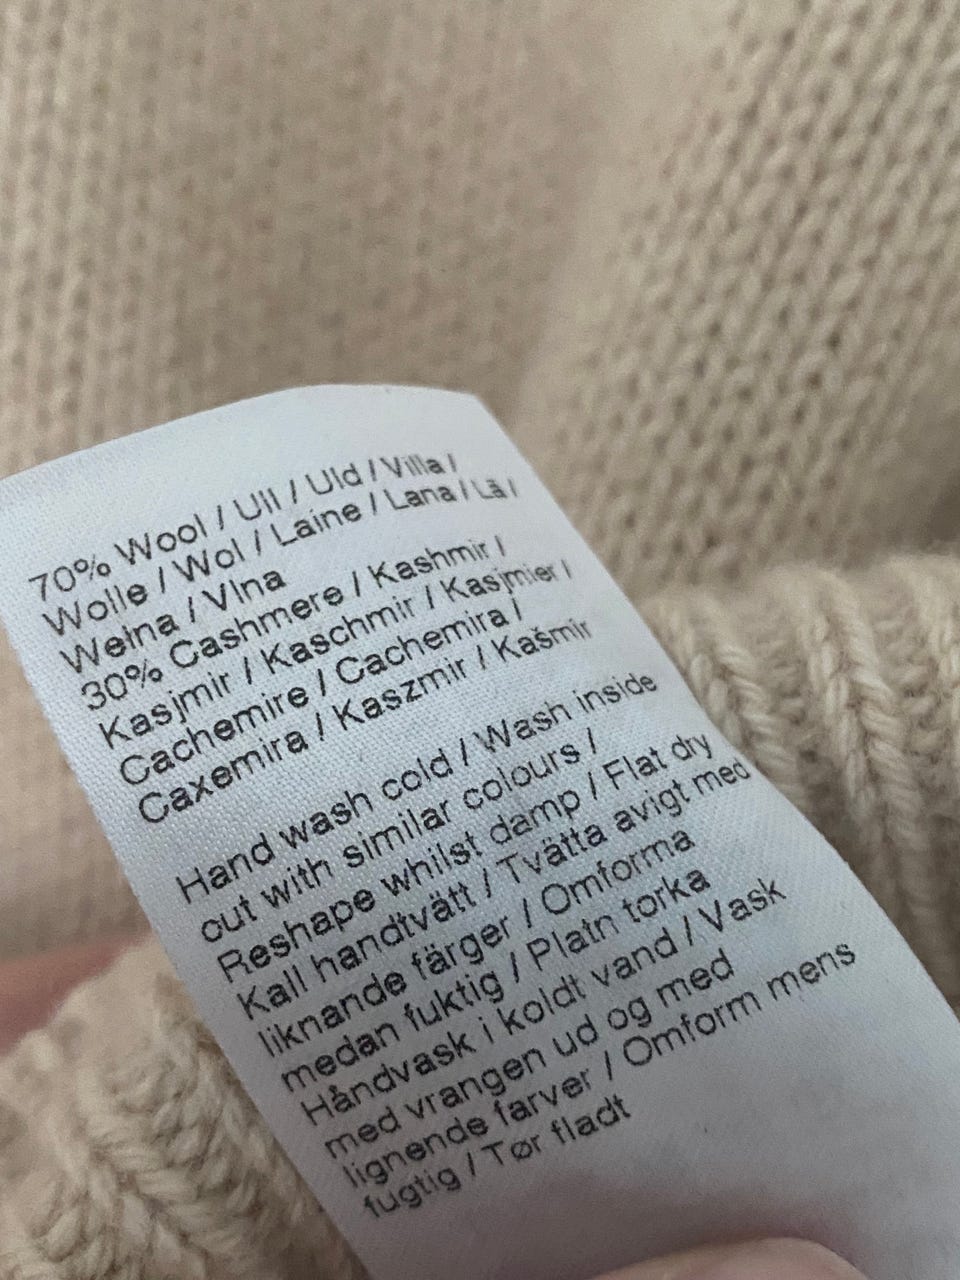 70% Wool / Ull / Uld / Villa /
Wolle / Wol / Laine / Lana / Lã /
Wełna / Vlna
30% Cashmere / Kashmir /
Kasjmir / Kaschmir / Kasjmier /
Cachemire / Cachemira /
Caxemira / Kaszmir / Kašmír
Hand wash cold / Wash inside
out with similar colours /
Reshape whilst damp / Flat dry
Kall handtvätt / Tvätta avigt med
liknande färger / Omforma
medan fuktig / Platn torka
Håndvask i koldt vand / Vask
med vrangen ud og med
lignende farver / Omform mens
fugtig / Tør fladt